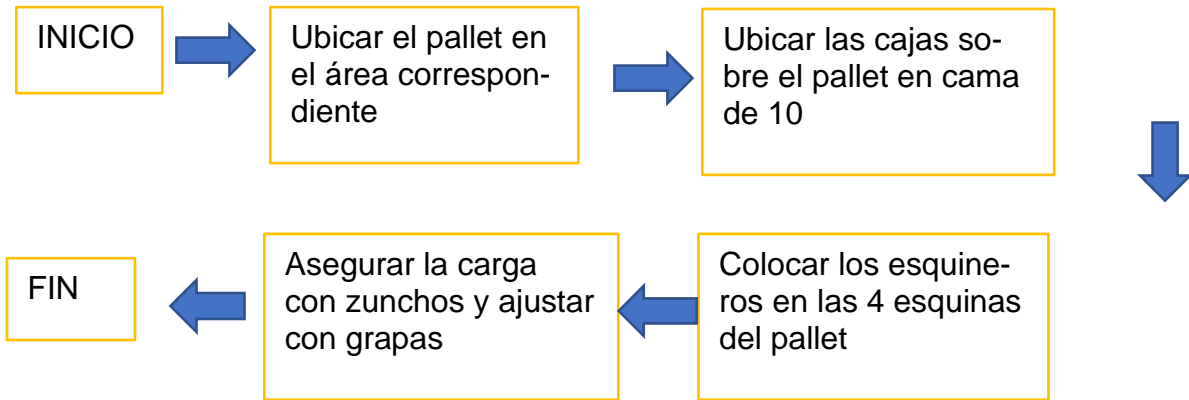 INICIO
Ubicar el pallet en
el área correspon-
diente
Ubicar las cajas so-
bre el pallet en cama
de 10
Colocar los esquine-
ros en las 4 esquinas
del pallet
Asegurar la carga
con zunchos y ajustar
con grapas
FIN